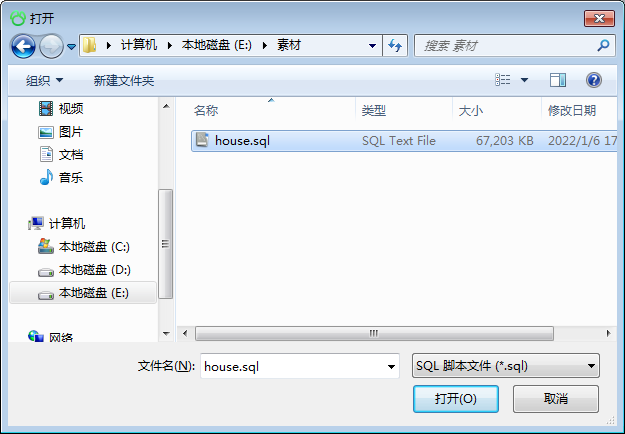 打开
计算机 本地磁盘 (E:) 素材 搜索 素材
组织 新建文件夹
名称 类型 大小 修改日期
视频
图片
文档
音乐
计算机
本地磁盘 (C:)
本地磁盘 (D:)
本地磁盘 (E:)
网络
house.sql SQL Text File 67,203 KB 2022/1/6 17
文件名(N): house.sql SQL 脚本文件 (*.sql)
打开(O) 取消